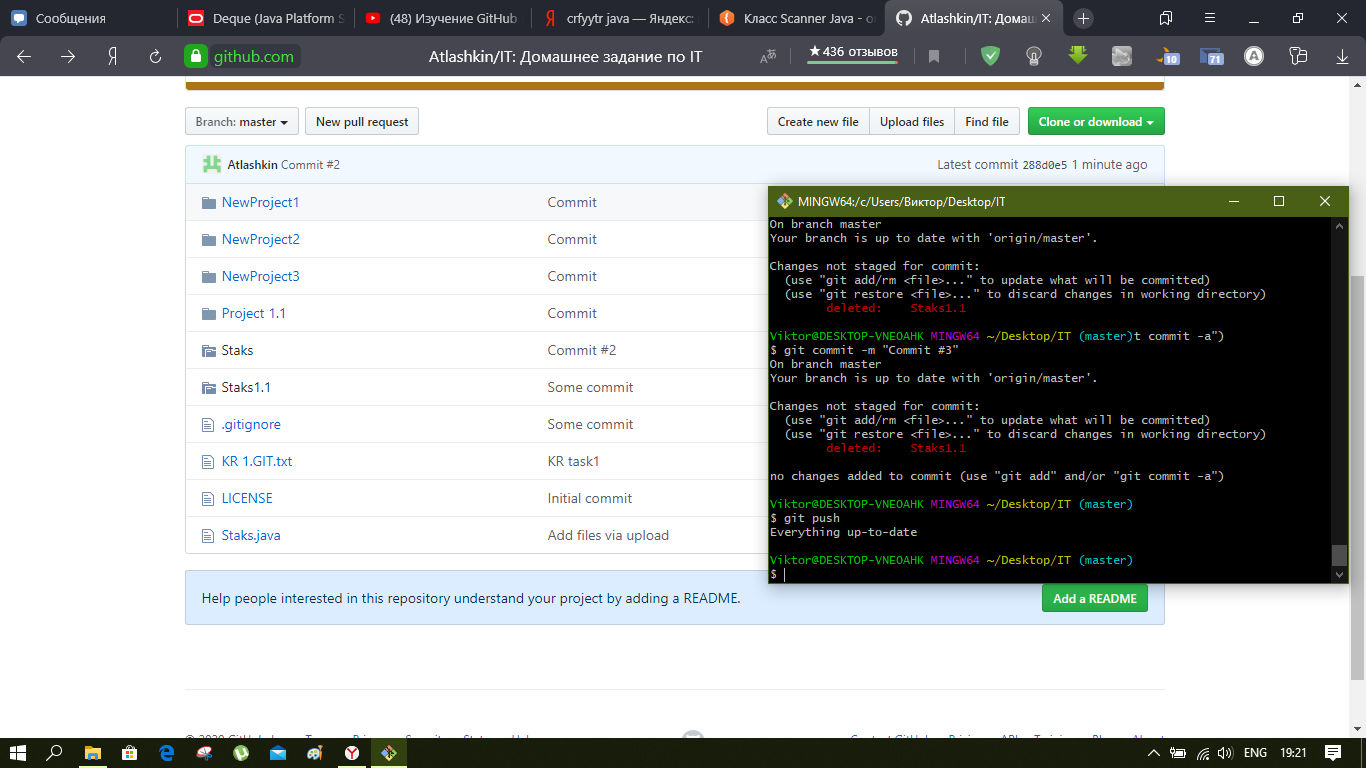 Сообщения
Deque (Java Platform S
(48) Изучение GitHub
crfyytr java — Яндекс:
Класс Scanner Java - о
Atlashkin/IT: Домаш
github.com
Atlashkin/IT: Домашнее задание по IT
★436 отзывов
10
71
Branch: master
New pull request
Create new file
Upload files
Find file
Clone or download
Atlashkin Commit #2
Latest commit 288d0e5 1 minute ago
NewProject1 Commit
NewProject2 Commit
NewProject3 Commit
Project 1.1 Commit
Staks Commit #2
Staks1.1 Some commit
.gitignore Some commit
KR 1.GIT.txt KR task1
LICENSE Initial commit
Staks.java Add files via upload
Help people interested in this repository understand your project by adding a README.
Add a README
MINGW64:/c/Users/Виктор/Desktop/IT
On branch master
Your branch is up to date with 'origin/master'.
Changes not staged for commit:
(use "git add/rm <file>..." to update what will be committed)
(use "git restore <file>..." to discard changes in working directory)
deleted: Staks1.1
Viktor@DESKTOP-VNEOAHK MINGW64 ~/Desktop/IT (master)t commit -a")
$ git commit -m "Commit #3"
On branch master
Your branch is up to date with 'origin/master'.
Changes not staged for commit:
(use "git add/rm <file>..." to update what will be committed)
(use "git restore <file>..." to discard changes in working directory)
deleted: Staks1.1
no changes added to commit (use "git add" and/or "git commit -a")
Viktor@DESKTOP-VNEOAHK MINGW64 ~/Desktop/IT (master)
$ git push
Everything up-to-date
Viktor@DESKTOP-VNEOAHK MINGW64 ~/Desktop/IT (master)
$
ENG
19:21